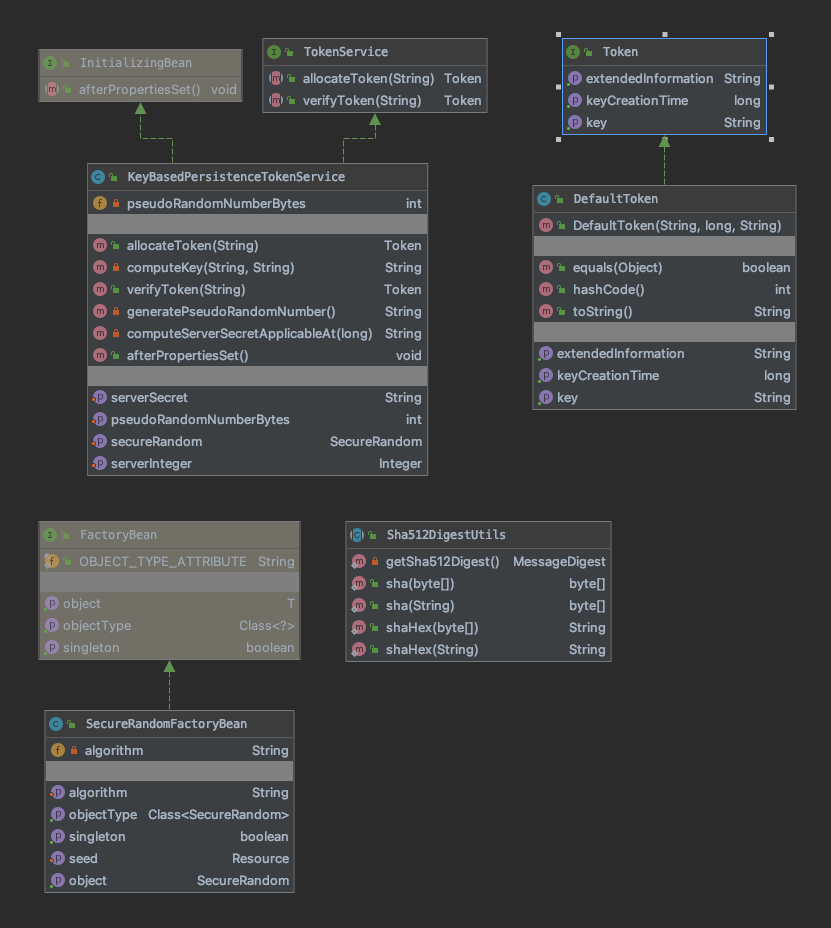 InitializingBean
afterPropertiesSet() void
TokenService
allocateToken(String) Token
verifyToken(String) Token
Token
extendedInformation String
keyCreationTime long
key String
KeyBasedPersistenceTokenService
pseudoRandomNumberBytes int
allocateToken(String) Token
computeKey(String, String) String
verifyToken(String) Token
generatePseudoRandomNumber() String
computeServerSecretApplicableAt(long) String
afterPropertiesSet() void
serverSecret String
pseudoRandomNumberBytes int
secureRandom SecureRandom
serverInteger Integer
DefaultToken
DefaultToken(String, long, String)
equals(Object) boolean
hashCode() int
toString() String
extendedInformation String
keyCreationTime long
key String
FactoryBean
OBJECT_TYPE_ATTRIBUTE String
object T
objectType Class<?>
singleton boolean
Sha512DigestUtils
getSha512Digest() MessageDigest
sha(byte[]) byte[]
sha(String) byte[]
shaHex(byte[]) String
shaHex(String) String
SecureRandomFactoryBean
algorithm String
algorithm String
objectType Class<SecureRandom>
singleton boolean
seed Resource
object SecureRandom